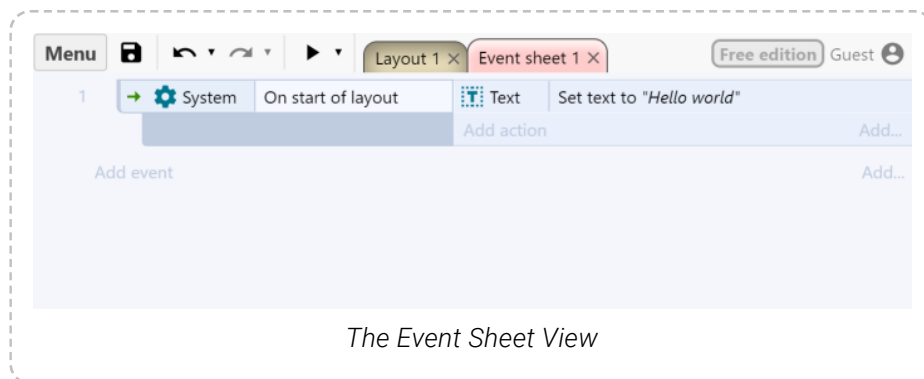 Menu Layout 1 × Event sheet 1 × Free edition Guest
1 System On start of layout T Text Set text to "Hello world"
Add action Add...
Add event Add...
The Event Sheet View